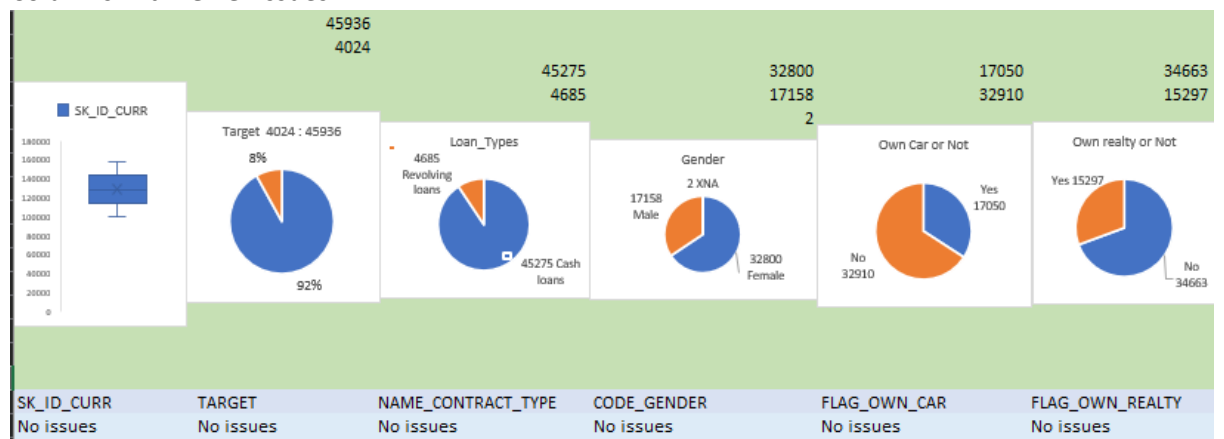 45936
4024
45275 32800 17050 34663
4685 17158 32910 15297
2
SK_ID_CURR
180000
160000
140000
120000
100000
80000
60000
40000
20000
0
Target 4024 : 45936
8%
92%
Loan_Types
4685
Revolving
loans
45275 Cash
loans
Gender
2 XNA
17158
Male
32800
Female
Own Car or Not
Yes
17050
No
32910
Own realty or Not
Yes 15297
No
34663
SK_ID_CURR TARGET NAME_CONTRACT_TYPE CODE_GENDER FLAG_OWN_CAR FLAG_OWN_REALTY
No issues No issues No issues No issues No issues No issues